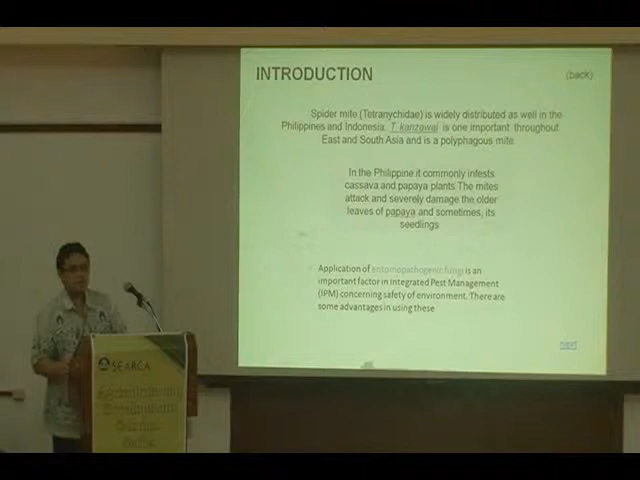 INTRODUCTION
(back)
Spider mite (Tetranychidae) is widely distributed as well in the
Philippines and Indonesia. T. kanzawai is one important throughout
East and South Asia and is a polyphagous mite.
In the Philippine it commonly infests
cassava and papaya plants The mites
attack and severely damage the older
leaves of papaya and sometimes, its
seedlings
Application of entomopathogenic fungi is an
important factor in Integrated Pest Management
(IPM) concerning safety of environment. There are
some advantages in using these
next
SEARCA